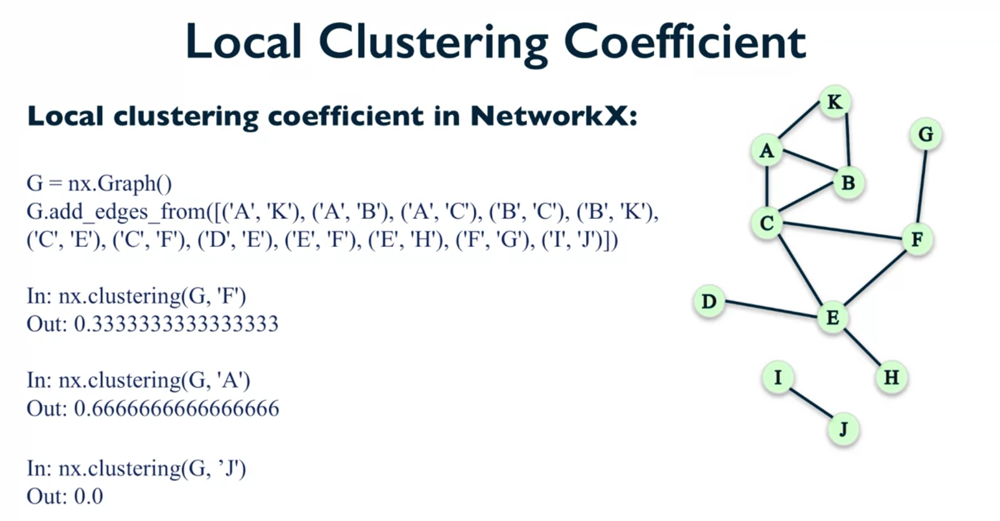 Local Clustering Coefficient
Local clustering coefficient in NetworkX:
G = nx.Graph()
G.add_edges_from([('A', 'K'), ('A', 'B'), ('A', 'C'), ('B', 'C'), ('B', 'K'),
('C', 'E'), ('C', 'F'), ('D', 'E'), ('E', 'F'), ('E', 'H'), ('F', 'G'), ('I', 'J')])
In: nx.clustering(G, 'F')
Out: 0.3333333333333333
In: nx.clustering(G, 'A')
Out: 0.6666666666666666
In: nx.clustering(G, ’J')
Out: 0.0
K
G
A
B
C
F
D
E
I
H
J